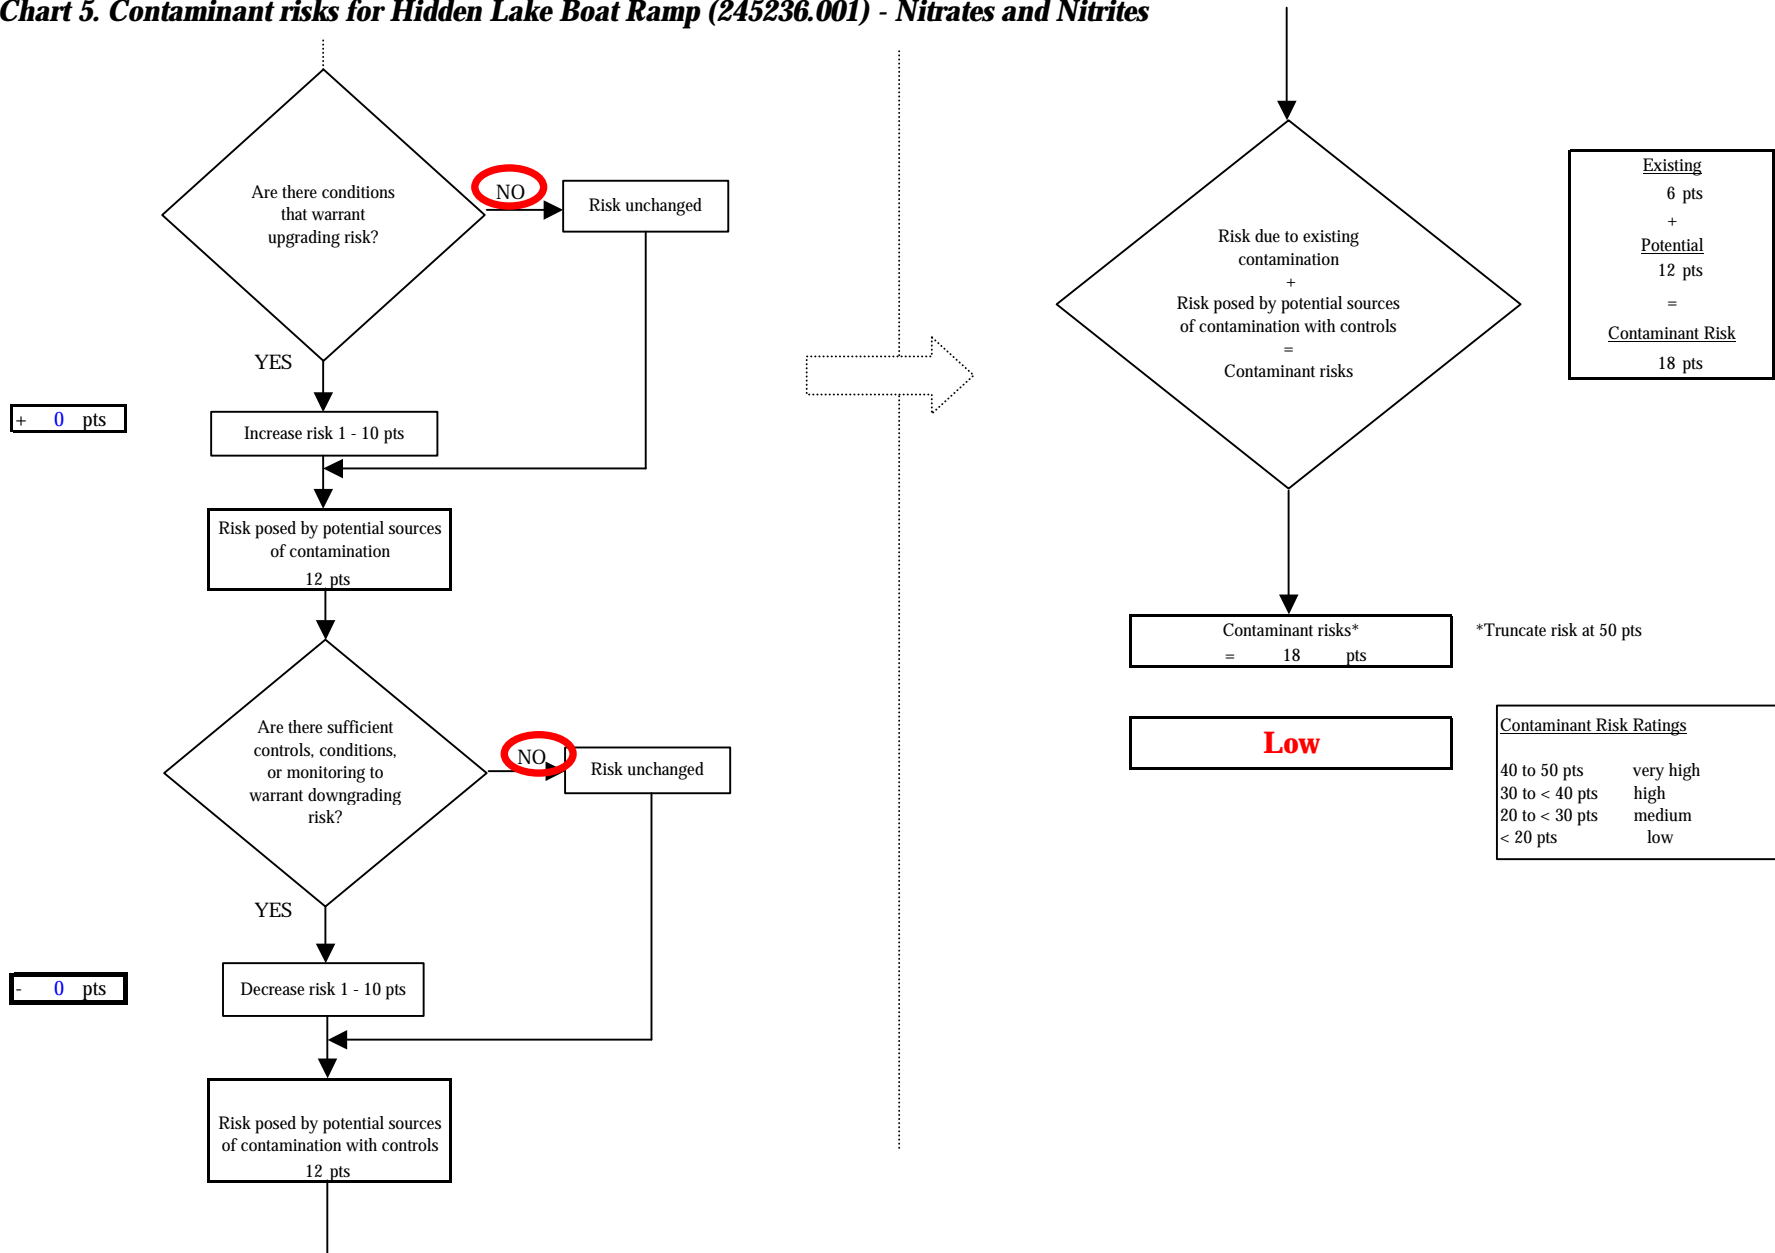 Chart 5. Contaminant risks for Hidden Lake Boat Ramp (245236.001) - Nitrates and Nitrites
Are there conditions
that warrant
upgrading risk?
NO
Risk unchanged
YES
+ 0 pts
Increase risk 1 - 10 pts
Risk posed by potential sources
of contamination
12 pts
Are there sufficient
controls, conditions,
or monitoring to
warrant downgrading
risk?
NO
Risk unchanged
YES
- 0 pts
Decrease risk 1 - 10 pts
Risk posed by potential sources
of contamination with controls
12 pts
Risk due to existing
contamination
+
Risk posed by potential sources
of contamination with controls
=
Contaminant risks
Existing
6 pts
+
Potential
12 pts
=
Contaminant Risk
18 pts
Contaminant risks*
= 18 pts
*Truncate risk at 50 pts
Low
Contaminant Risk Ratings
40 to 50 pts very high
30 to < 40 pts high
20 to < 30 pts medium
< 20 pts low